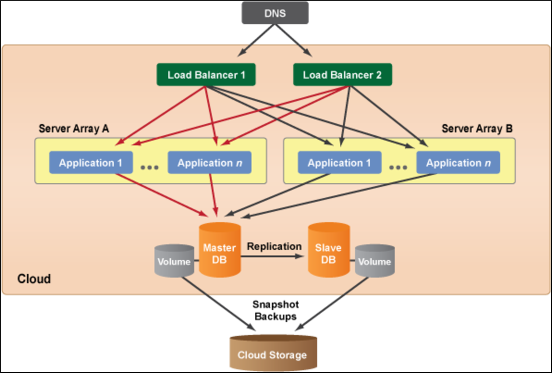 DNS
Load Balancer 1
Load Balancer 2
Server Array A
Server Array B
Application 1
Application n
Application 1
Application n
Master
DB
Replication
Slave
DB
Volume
Volume
Cloud
Snapshot
Backups
Cloud Storage